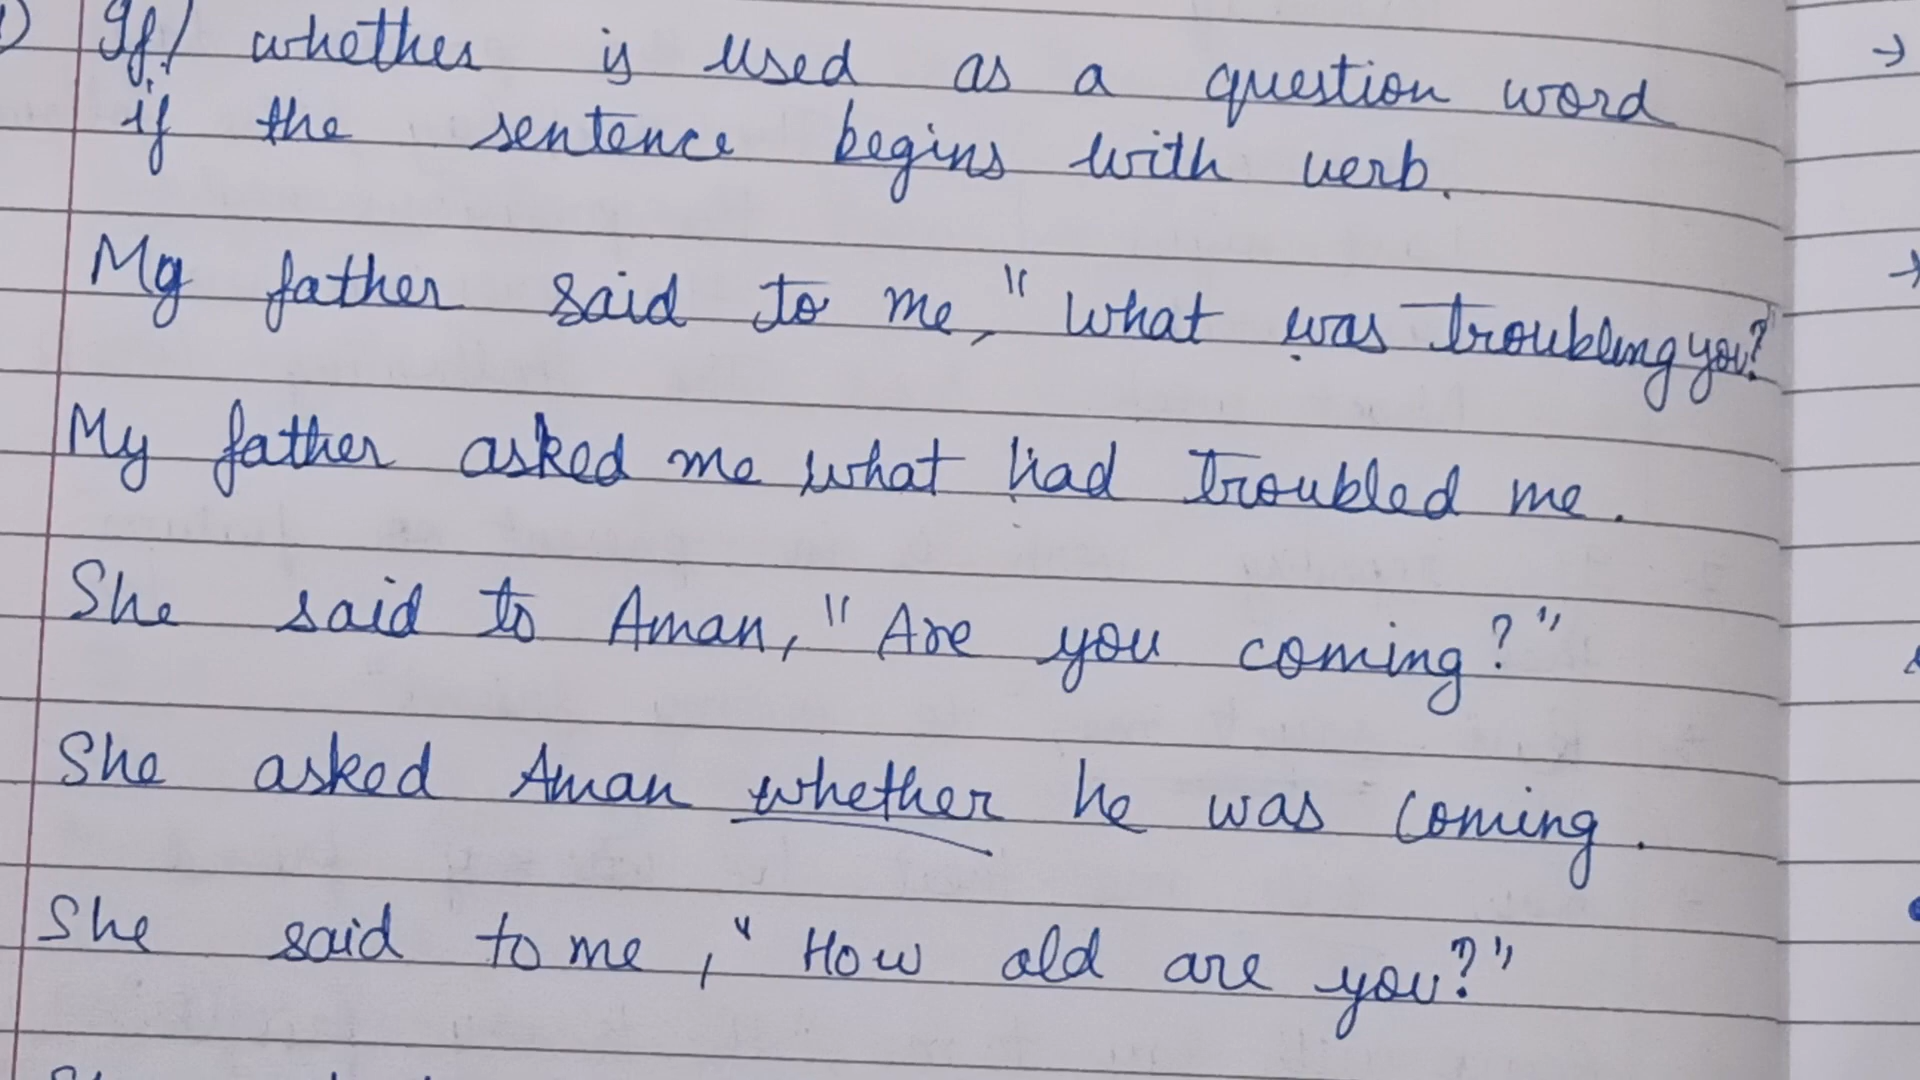 If/ whether is used as a question word
if the sentence begins with verb.
My father said to me, "What was troubling you?
My father asked me what had troubled me.
She said to Aman, "Are you coming?"
She asked Aman whether he was coming.
She said to me, "How old are you?"